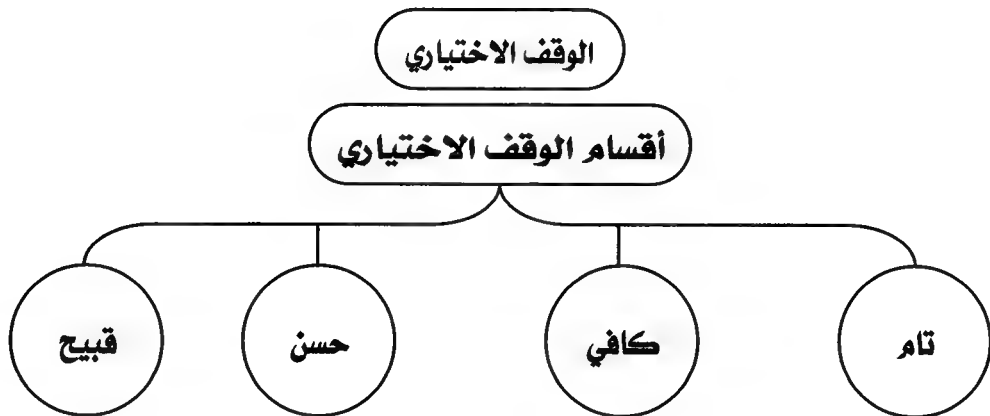 الوقف الاختياري
أقسام الوقف الاختياري
تام
كافي
حسن
قبيح